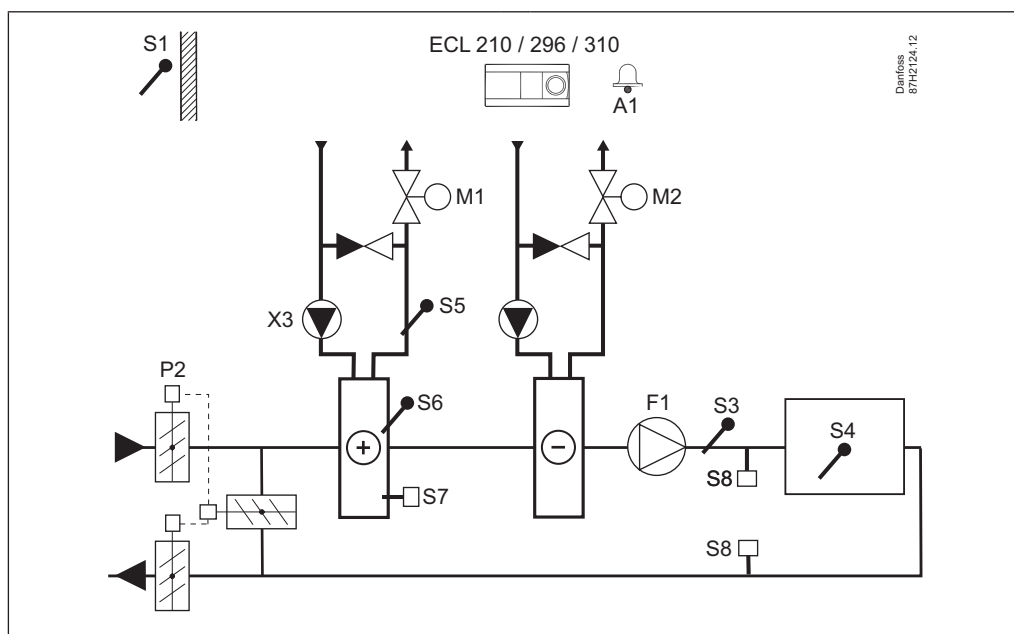 S1
ECL 210 / 296 / 310
A1
Danfoss
87H2124.12
M1
M2
X3
S5
P2
S6
F1
S3
S4
S7
S8
S8